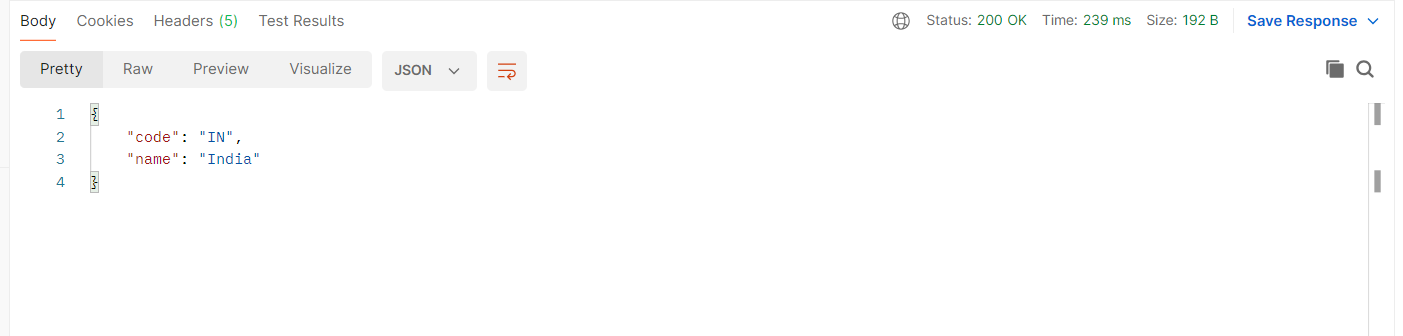 Body Cookies Headers (5) Test Results Status: 200 OK Time: 239 ms Size: 192 B Save Response
Pretty Raw Preview Visualize JSON
1 {
2 "code": "IN",
3 "name": "India"
4 }